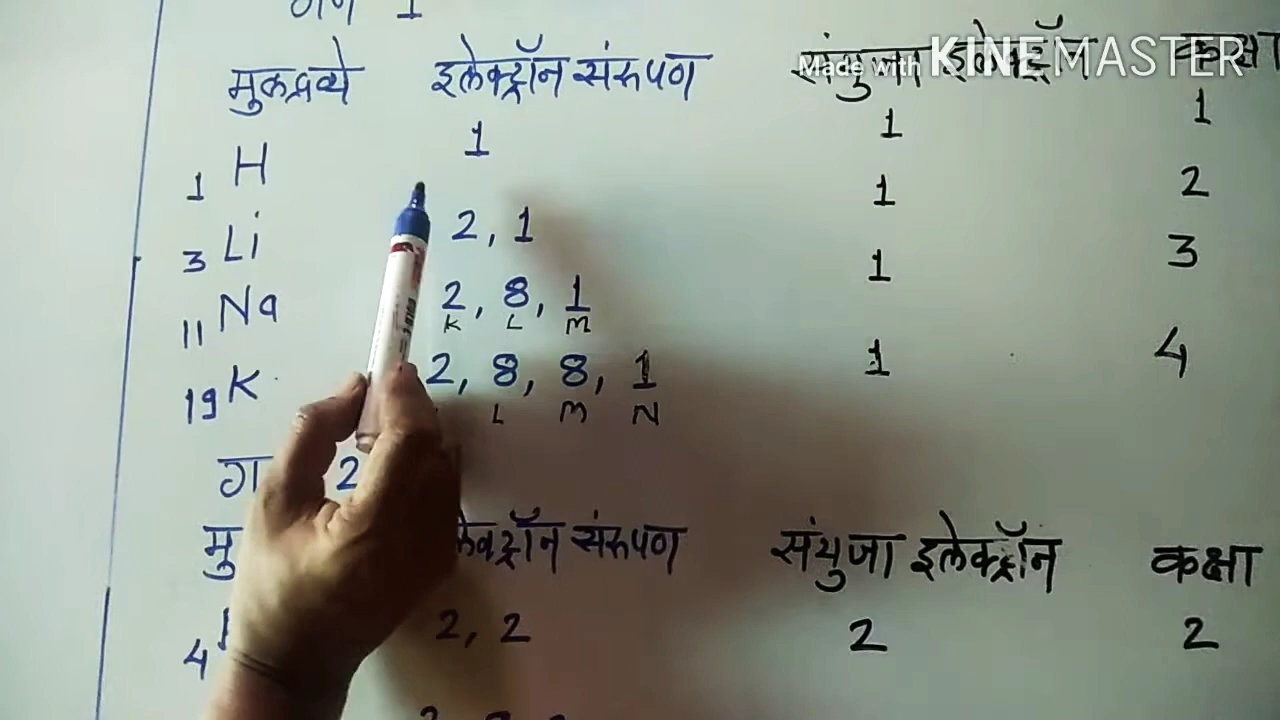 गण 1
मुलद्रव्ये इलेक्ट्रॉन संरुपण संयुजा इलेक्ट्रॉन कक्षा
Made with KINEMASTER
1 H 1 1 1
3 Li 2, 1 1 2
11 Na 2, 8, 1 1 3
K L M
19 K 2, 8, 8, 1 1 4
L M N
2
इलेक्ट्रॉन संरुपण संयुजा इलेक्ट्रॉन कक्षा
4 2, 2 2 2